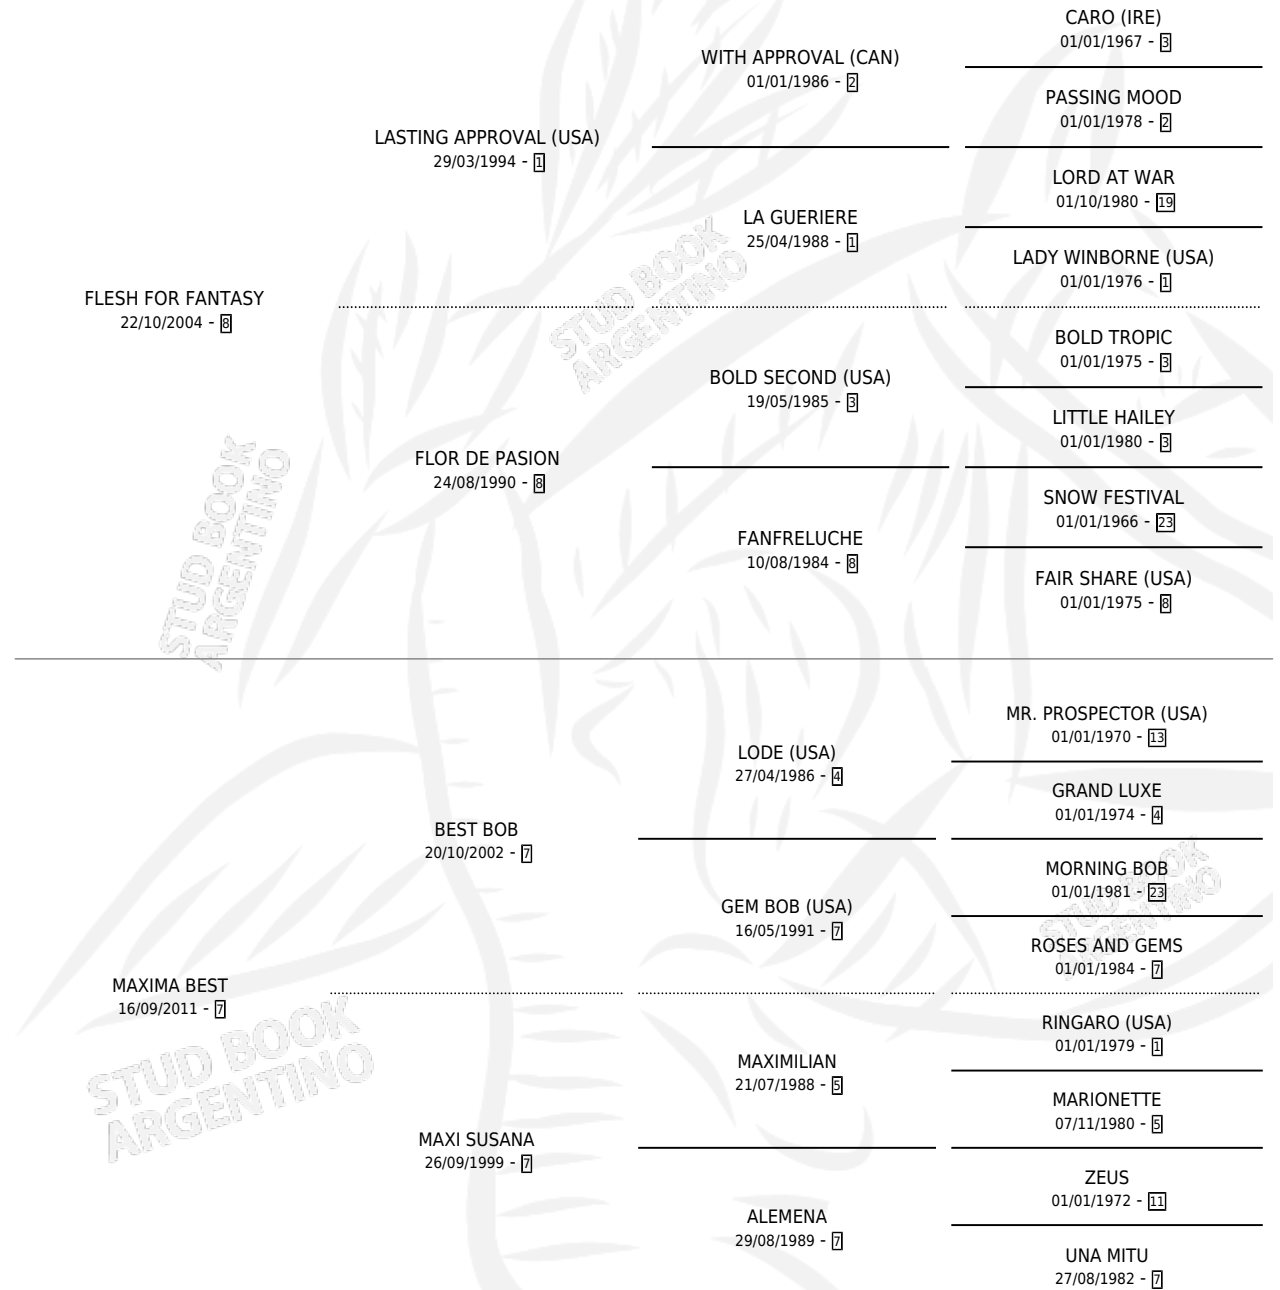 CARO (IRE)
01/01/1967 - 3
WITH APPROVAL (CAN)
01/01/1986 - 2
PASSING MOOD
01/01/1978 - 2
LASTING APPROVAL (USA)
29/03/1994 - 1
LORD AT WAR
01/10/1980 - 19
LA GUERIERE
25/04/1988 - 1
LADY WINBORNE (USA)
01/01/1976 - 1
FLESH FOR FANTASY
22/10/2004 - 8
BOLD TROPIC
01/01/1975 - 3
BOLD SECOND (USA)
19/05/1985 - 3
LITTLE HAILEY
01/01/1980 - 3
FLOR DE PASION
24/08/1990 - 8
SNOW FESTIVAL
01/01/1966 - 23
FANFRELUCHE
10/08/1984 - 8
FAIR SHARE (USA)
01/01/1975 - 8
STUD BOOK
ARGENTINO
STUD BOOK
ARGENTINO
MR. PROSPECTOR (USA)
01/01/1970 - 13
LODE (USA)
27/04/1986 - 4
GRAND LUXE
01/01/1974 - 4
BEST BOB
20/10/2002 - 7
MORNING BOB
01/01/1981 - 23
GEM BOB (USA)
16/05/1991 - 7
ROSES AND GEMS
01/01/1984 - 7
MAXIMA BEST
16/09/2011 - 7
RINGARO (USA)
01/01/1979 - 1
MAXIMILIAN
21/07/1988 - 5
MARIONETTE
07/11/1980 - 5
MAXI SUSANA
26/09/1999 - 7
ZEUS
01/01/1972 - 11
ALEMENA
29/08/1989 - 7
UNA MITU
27/08/1982 - 7
STUD BOOK
ARGENTINO
STUD BOOK
ARGENTINO